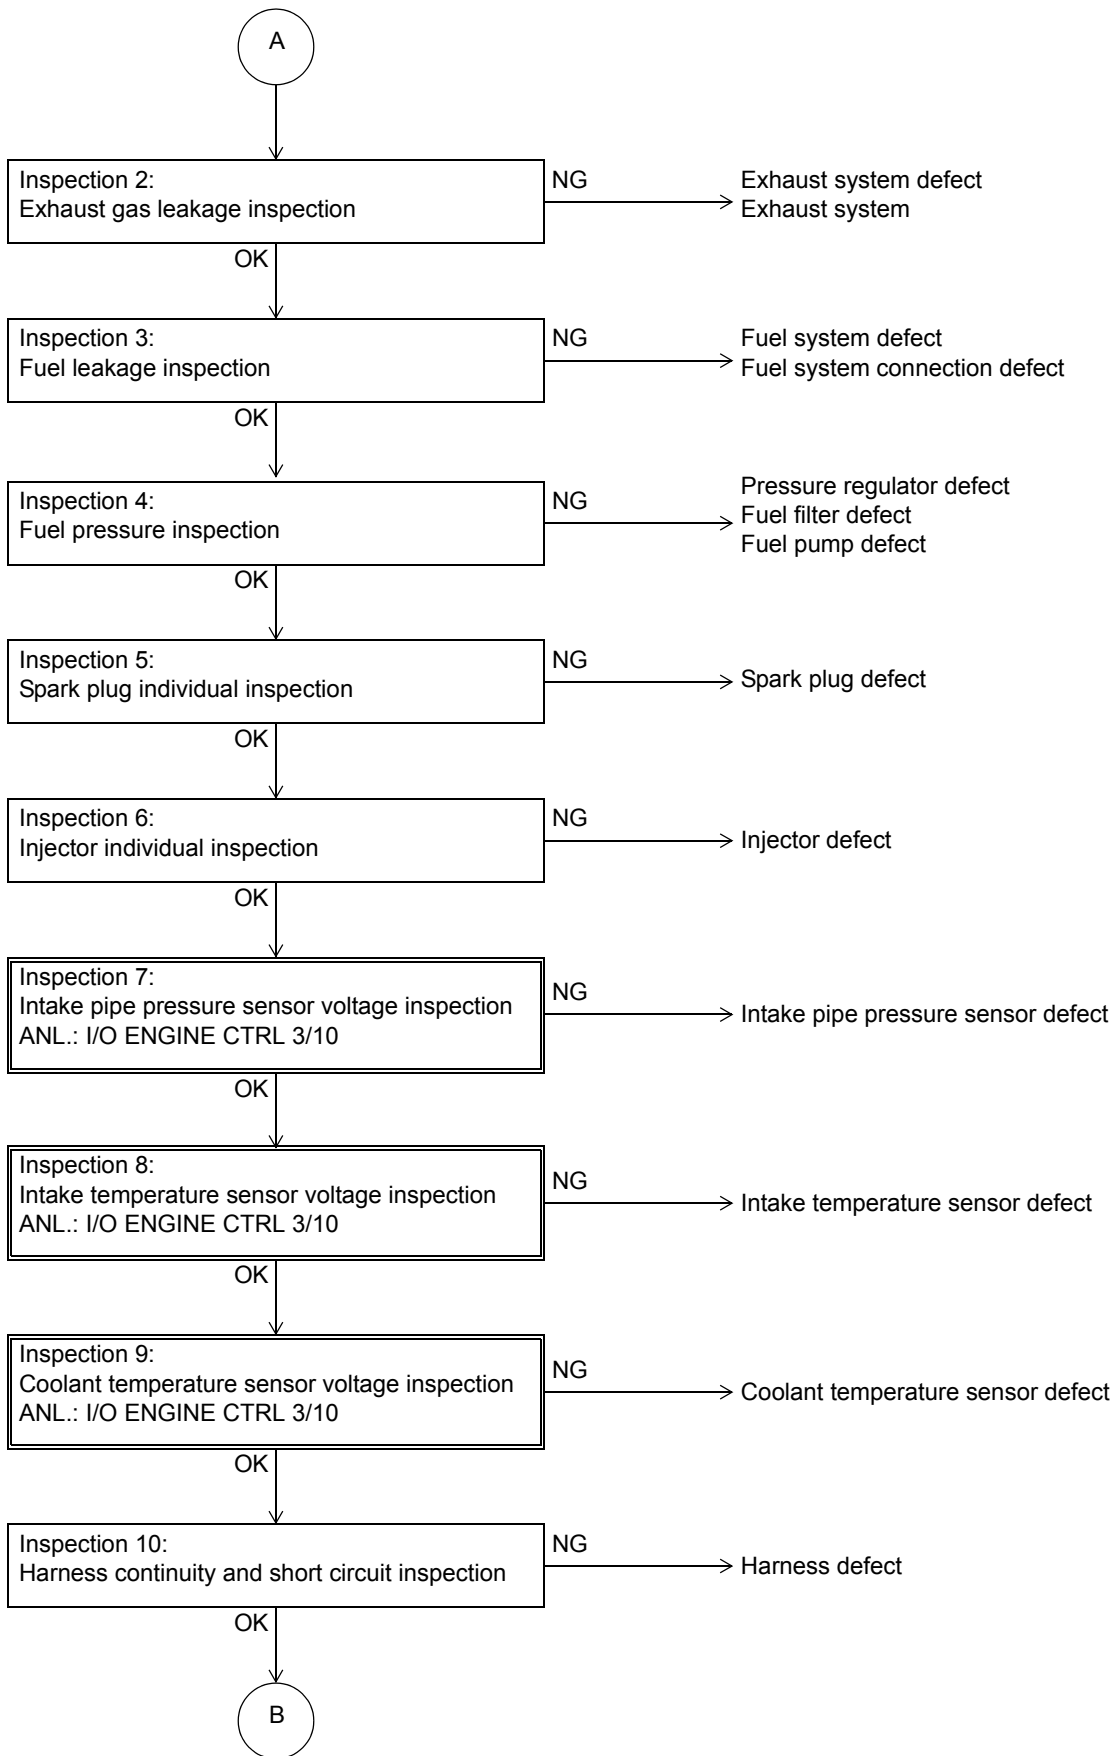 A
Inspection 2:
Exhaust gas leakage inspection
NG
Exhaust system defect
Exhaust system
OK
Inspection 3:
Fuel leakage inspection
NG
Fuel system defect
Fuel system connection defect
OK
Inspection 4:
Fuel pressure inspection
NG
Pressure regulator defect
Fuel filter defect
Fuel pump defect
OK
Inspection 5:
Spark plug individual inspection
NG
Spark plug defect
OK
Inspection 6:
Injector individual inspection
NG
Injector defect
OK
Inspection 7:
Intake pipe pressure sensor voltage inspection
ANL.: I/O ENGINE CTRL 3/10
NG
Intake pipe pressure sensor defect
OK
Inspection 8:
Intake temperature sensor voltage inspection
ANL.: I/O ENGINE CTRL 3/10
NG
Intake temperature sensor defect
OK
Inspection 9:
Coolant temperature sensor voltage inspection
ANL.: I/O ENGINE CTRL 3/10
NG
Coolant temperature sensor defect
OK
Inspection 10:
Harness continuity and short circuit inspection
NG
Harness defect
OK
B